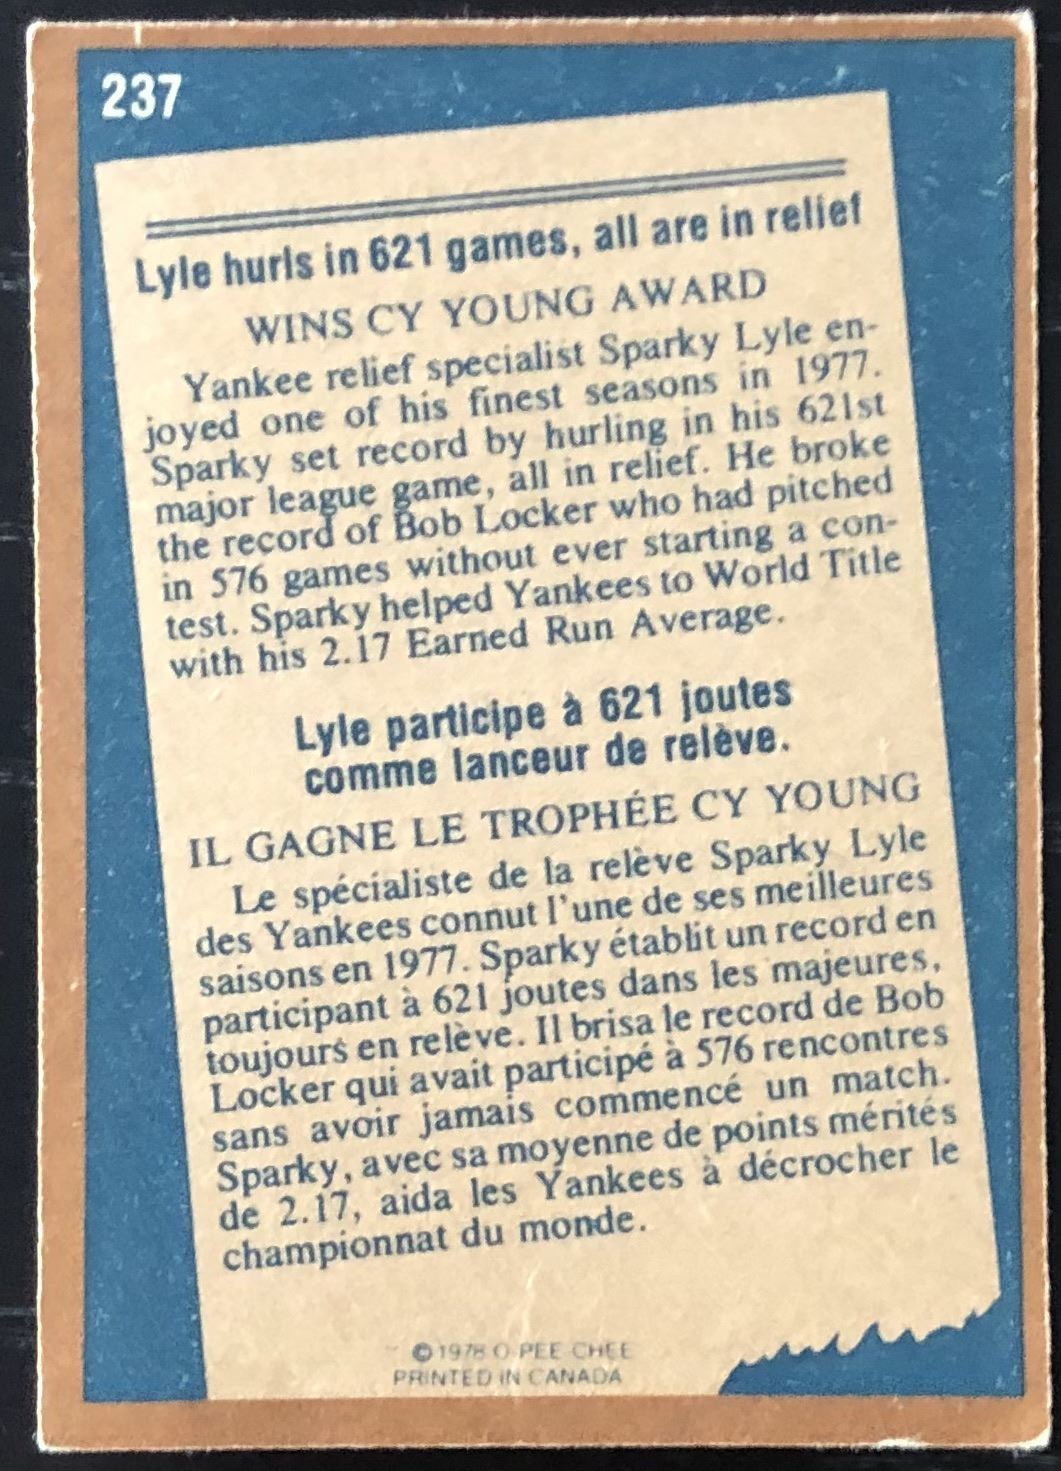 237
Lyle hurls in 621 games, all are in relief
WINS CY YOUNG AWARD
Yankee relief specialist Sparky Lyle en-
joyed one of his finest seasons in 1977.
Sparky set record by hurling in his 621st
major league game, all in relief. He broke
the record of Bob Locker who had pitched
in 576 games without ever starting a con-
test. Sparky helped Yankees to World Title
with his 2.17 Earned Run Average.
Lyle participe à 621 joutes
comme lanceur de relève.
IL GAGNE LE TROPHÉE CY YOUNG
Le spécialiste de la relève Sparky Lyle
des Yankees connut l'une de ses meilleures
saisons en 1977. Sparky établit un record en
participant à 621 joutes dans les majeures,
toujours en relève. Il brisa le record de Bob
Locker qui avait participé à 576 rencontres
sans avoir jamais commencé un match.
Sparky, avec sa moyenne de points mérités
de 2.17, aida les Yankees à décrocher le
championnat du monde.
©1978 O-PEE-CHEE
PRINTED IN CANADA